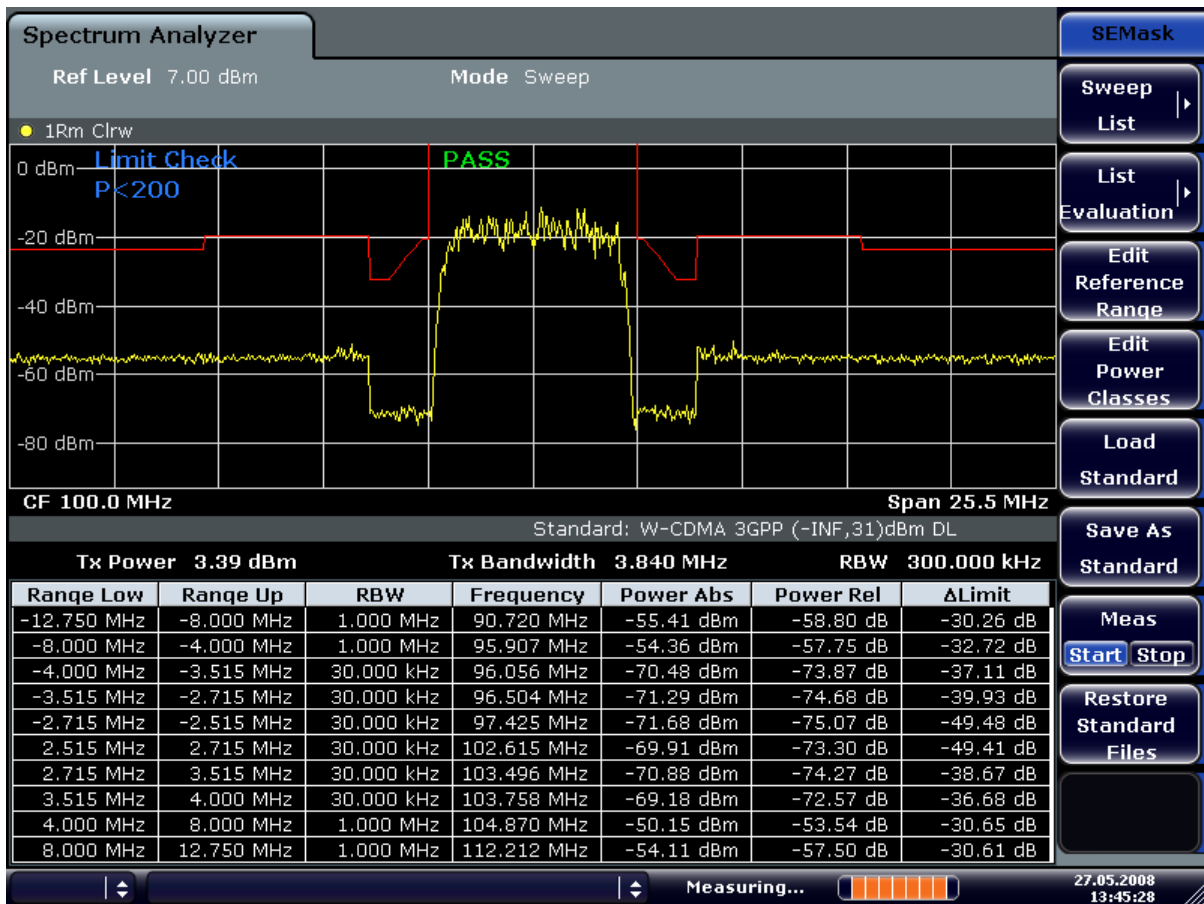 Spectrum Analyzer
SEMask
Ref Level 7.00 dBm Mode Sweep
Sweep
List
1Rm Clrw
0 dBm
Limit Check PASS
P<200
List
Evaluation
-20 dBm
Edit
Reference
Range
-40 dBm
Edit
Power
Classes
-60 dBm
-80 dBm
Load
Standard
CF 100.0 MHz Span 25.5 MHz
Standard: W-CDMA 3GPP (-INF,31)dBm DL
Save As
Standard
Tx Power 3.39 dBm Tx Bandwidth 3.840 MHz RBW 300.000 kHz
Range Low Range Up RBW Frequency Power Abs Power Rel ΔLimit
-12.750 MHz -8.000 MHz 1.000 MHz 90.720 MHz -55.41 dBm -58.80 dB -30.26 dB
-8.000 MHz -4.000 MHz 1.000 MHz 95.907 MHz -54.36 dBm -57.75 dB -32.72 dB
-4.000 MHz -3.515 MHz 30.000 kHz 96.056 MHz -70.48 dBm -73.87 dB -37.11 dB
-3.515 MHz -2.715 MHz 30.000 kHz 96.504 MHz -71.29 dBm -74.68 dB -39.93 dB
-2.715 MHz -2.515 MHz 30.000 kHz 97.425 MHz -71.68 dBm -75.07 dB -49.48 dB
2.515 MHz 2.715 MHz 30.000 kHz 102.615 MHz -69.91 dBm -73.30 dB -49.41 dB
2.715 MHz 3.515 MHz 30.000 kHz 103.496 MHz -70.88 dBm -74.27 dB -38.67 dB
3.515 MHz 4.000 MHz 30.000 kHz 103.758 MHz -69.18 dBm -72.57 dB -36.68 dB
4.000 MHz 8.000 MHz 1.000 MHz 104.870 MHz -50.15 dBm -53.54 dB -30.65 dB
8.000 MHz 12.750 MHz 1.000 MHz 112.212 MHz -54.11 dBm -57.50 dB -30.61 dB
Meas
Start Stop
Restore
Standard
Files
Measuring...
27.05.2008
13:45:28